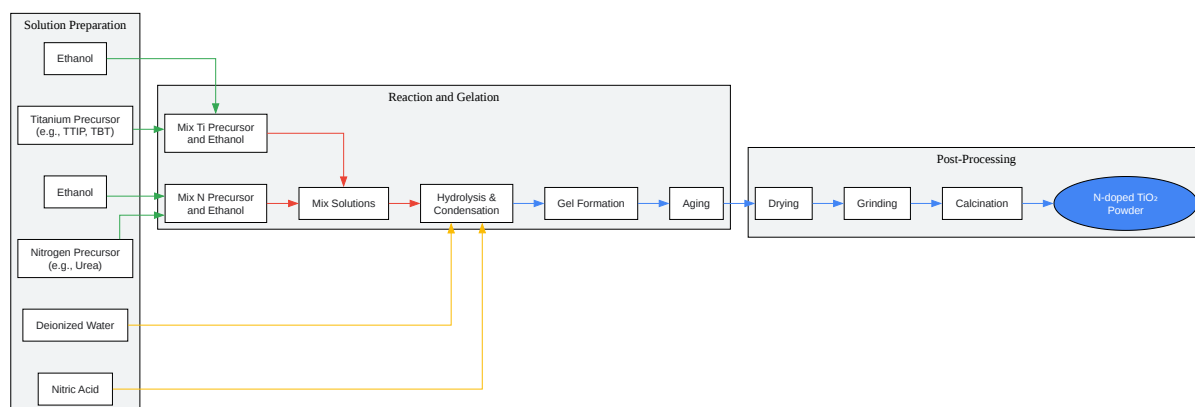 Solution Preparation
Ethanol
Titanium Precursor
(e.g., TTIP, TBT)
Ethanol
Nitrogen Precursor
(e.g., Urea)
Deionized Water
Nitric Acid
Reaction and Gelation
Mix Ti Precursor
and Ethanol
Mix N Precursor
and Ethanol
Mix Solutions
Hydrolysis &
Condensation
Gel Formation
Aging
Post-Processing
Drying
Grinding
Calcination
N-doped TiO₂
Powder